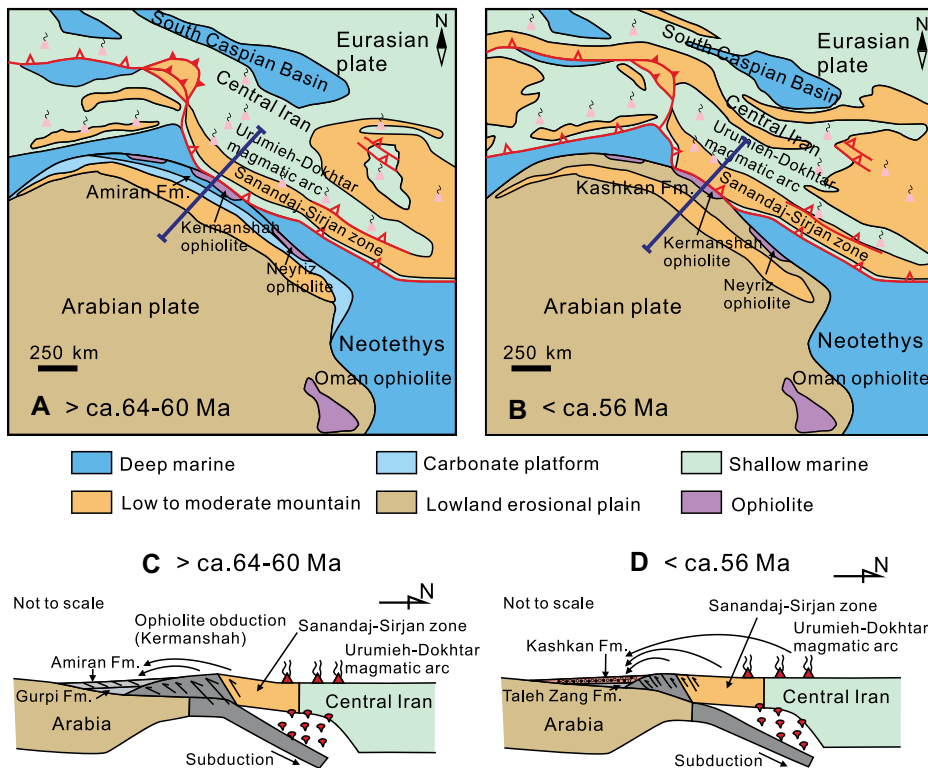 N
South Caspian Basin
Eurasian
plate
Central Iran
Urumieh-Dokhtar
magmatic arc
Sanandaj-Sirjan zone
Amiran Fm.
Kermanshah
ophiolite
Neyriz
ophiolite
Arabian plate
Neotethys
250 km
Oman ophiolite
A > ca.64-60 Ma
N
South Caspian Basin
Eurasian
plate
Central Iran
Urumieh-Dokhtar
magmatic arc
Sanandaj-Sirjan zone
Kashkan Fm.
Kermanshah
ophiolite
Neyriz
ophiolite
Arabian plate
Neotethys
250 km
Oman ophiolite
B < ca.56 Ma
Deep marine
Carbonate platform
Shallow marine
Low to moderate mountain
Lowland erosional plain
Ophiolite
C > ca.64-60 Ma
N
Not to scale
Ophiolite obduction
(Kermanshah)
Sanandaj-Sirjan zone
Amiran Fm.
Urumieh-Dokhtar
magmatic arc
Gurpi Fm.
Arabia
Central Iran
Subduction
D < ca.56 Ma
N
Not to scale
Sanandaj-Sirjan zone
Kashkan Fm.
Urumieh-Dokhtar
magmatic arc
Taleh Zang Fm.
Arabia
Central Iran
Subduction